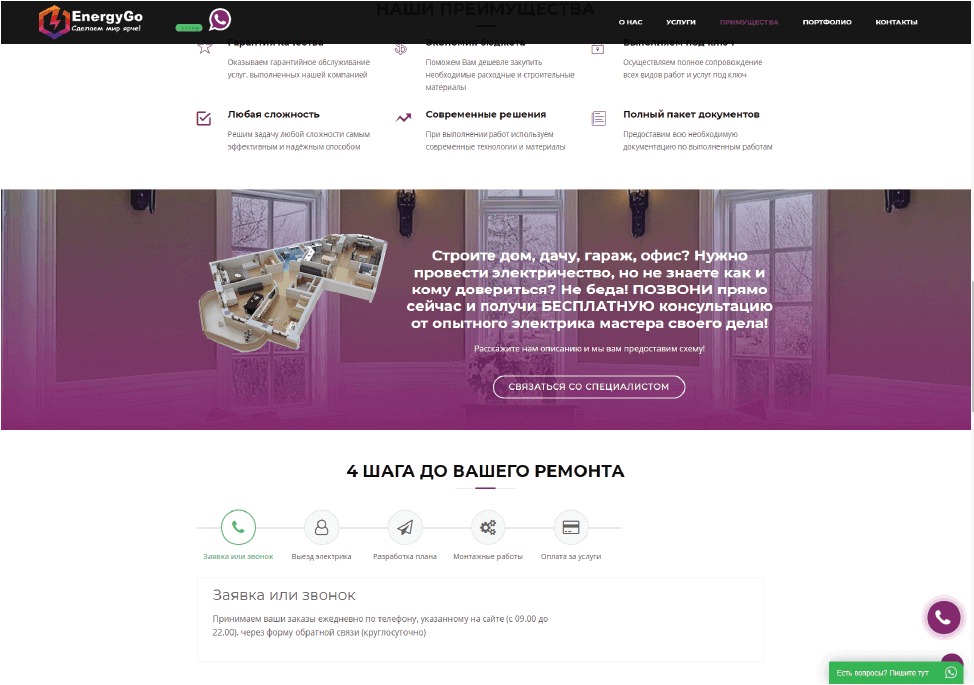 EnergyGo
Сделаем мир ярче!
НАШИ ПРЕИМУЩЕСТВА
О НАС
УСЛУГИ
ПРИМУЩЕСТВА
ПОРТФОЛИО
КОНТАКТЫ
Гарантия качества
Оказываем гарантийное обслуживание
услуг, выполненных нашей компанией
Экономия бюджета
Поможем Вам дешевле закупить
необходимые расходные и строительные
материалы
Выполняем под ключ
Осуществляем полное сопровождение
всех видов работ и услуг под ключ
Любая сложность
Решим задачу любой сложности самым
эффективным и надёжным способом
Современные решения
При выполнении работ используем
современные технологии и материалы
Полный пакет документов
Предоставим всю необходимую
документацию по выполненным работам
Строите дом, дачу, гараж, офис? Нужно
провести электричество, но не знаете как и
кому довериться? Не беда! ПОЗВОНИ прямо
сейчас и получи БЕСПЛАТНУЮ консультацию
от опытного электрика мастера своего дела!
Расскажите нам описанию и мы вам предоставим схему!
СВЯЗАТЬСЯ СО СПЕЦИАЛИСТОМ
4 ШАГА ДО ВАШЕГО РЕМОНТА
Заявка или звонок
Выезд электрика
Разработка плана
Монтажные работы
Оплата за услуги
Заявка или звонок
Принимаем ваши заказы ежедневно по телефону, указанному на сайте (с 09.00 до
22.00), через форму обратной связи (круглосуточно)
Есть вопросы? Пишите тут